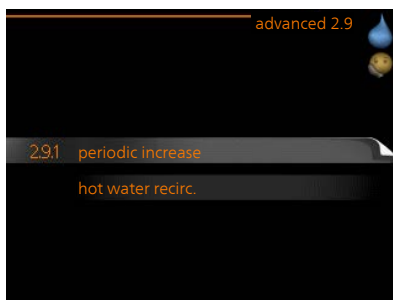 advanced 2.9
2.9.1 periodic increase
hot water recirc.